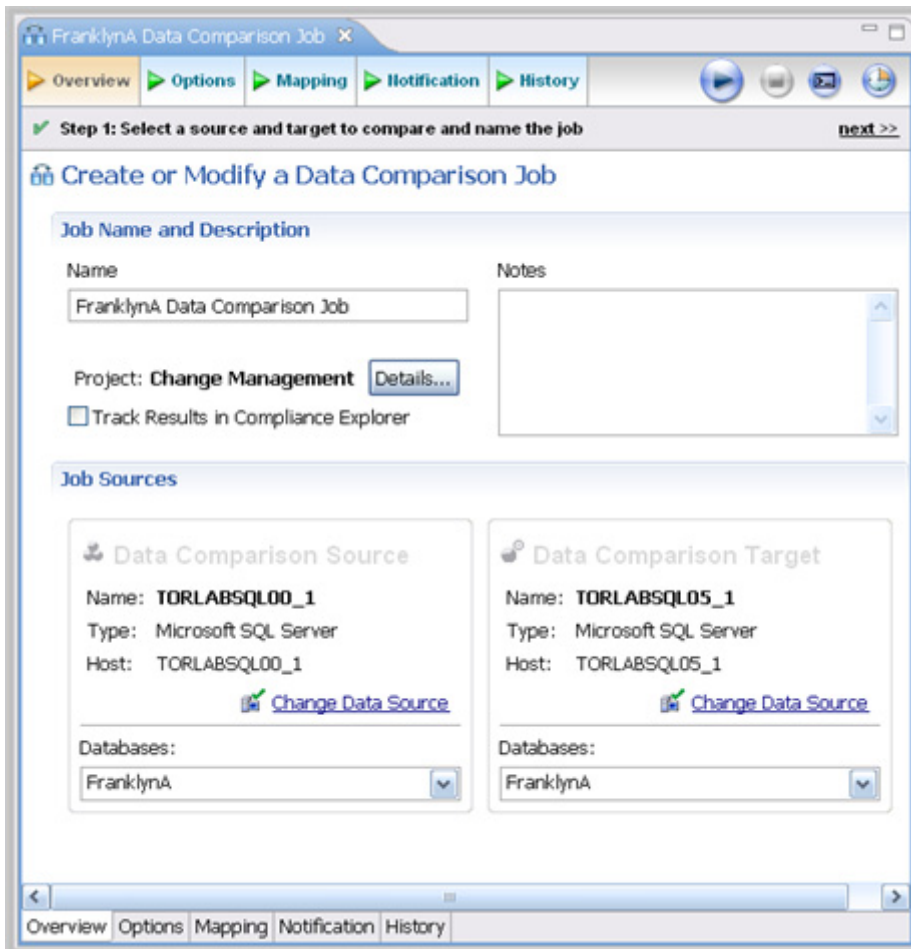 FranklynA Data Comparison Job
Overview Options Mapping Notification History
Step 1: Select a source and target to compare and name the job next >>
Create or Modify a Data Comparison Job
Job Name and Description
Name
FranklynA Data Comparison Job
Notes
Project: Change Management Details...
Track Results in Compliance Explorer
Job Sources
Data Comparison Source
Name: TORLABSQL00_1
Type: Microsoft SQL Server
Host: TORLABSQL00_1
Change Data Source
Databases:
FranklynA
Data Comparison Target
Name: TORLABSQL05_1
Type: Microsoft SQL Server
Host: TORLABSQL05_1
Change Data Source
Databases:
FranklynA
Overview Options Mapping Notification History